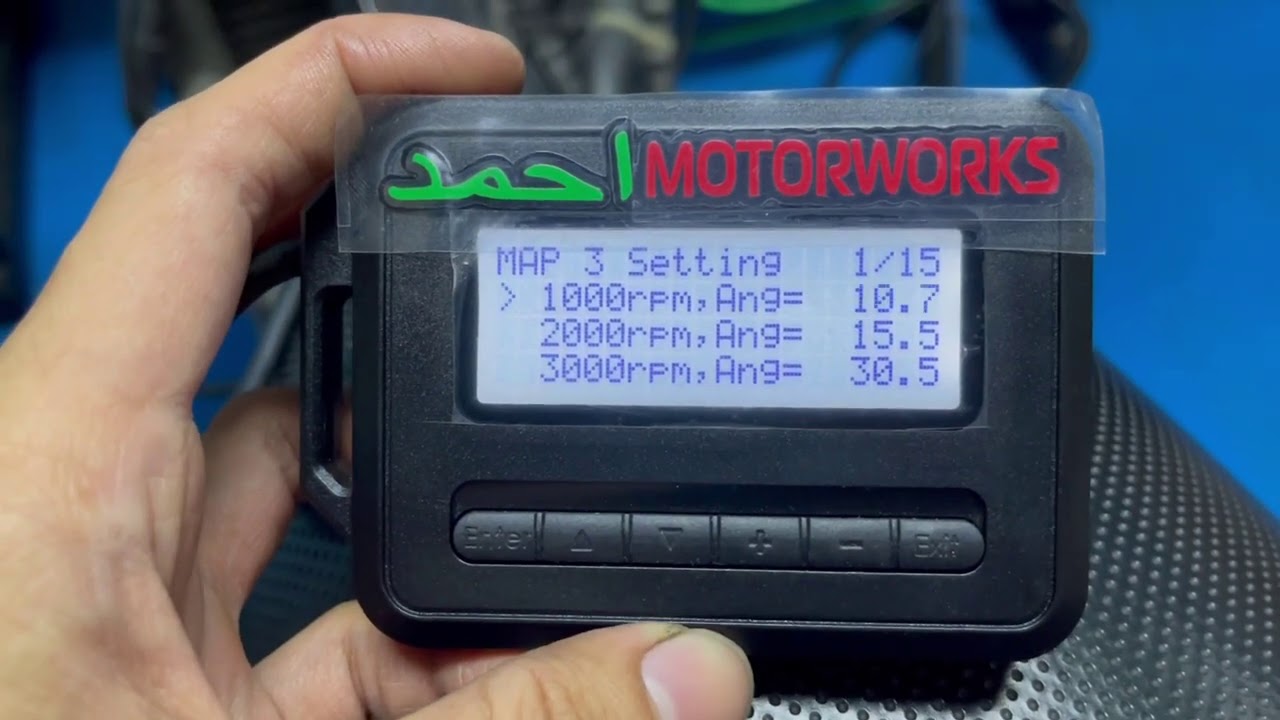 احمد MOTORWORKS
MAP 3 Setting 1/15
> 1000rpm,Ang= 10.7
2000rpm,Ang= 15.5
3000rpm,Ang= 30.5
Enter △ ▽ + - Exit